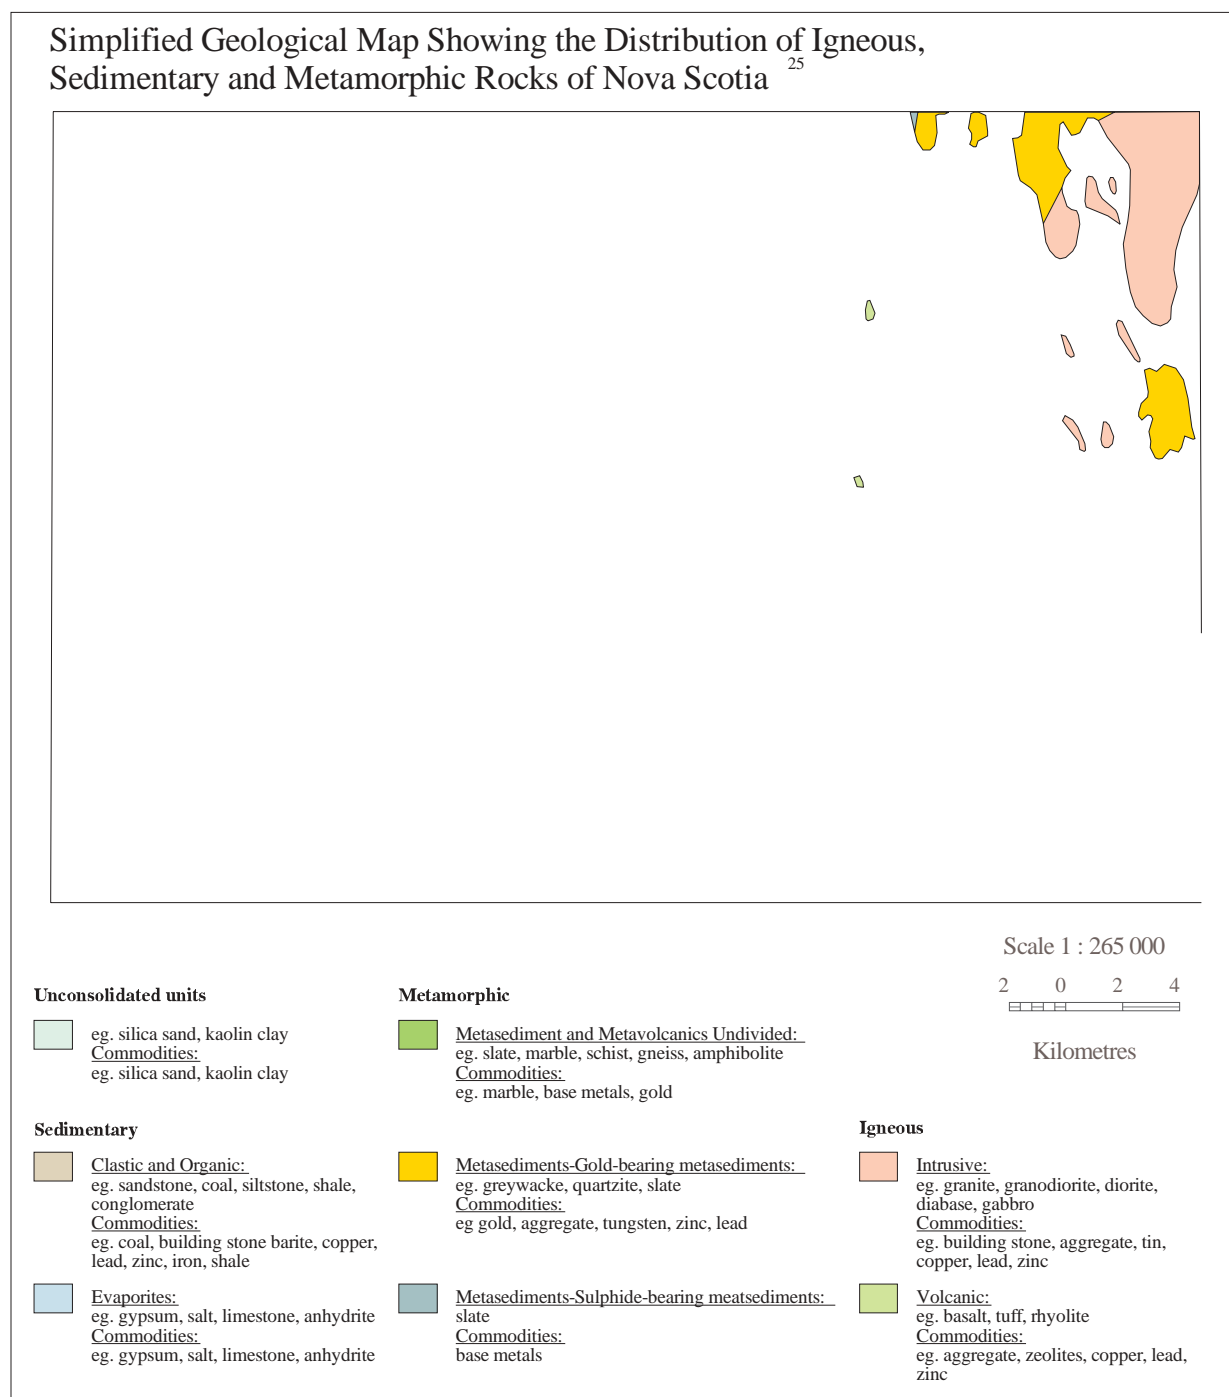 Simplified Geological Map Showing the Distribution of Igneous,
Sedimentary and Metamorphic Rocks of Nova Scotia 25
Scale 1 : 265 000
2 0 2 4
Kilometres
Unconsolidated units
eg. silica sand, kaolin clay
Commodities:
eg. silica sand, kaolin clay
Metamorphic
Metasediment and Metavolcanics Undivided:
eg. slate, marble, schist, gneiss, amphibolite
Commodities:
eg. marble, base metals, gold
Sedimentary
Clastic and Organic:
eg. sandstone, coal, siltstone, shale,
conglomerate
Commodities:
eg. coal, building stone barite, copper,
lead, zinc, iron, shale
Evaporites:
eg. gypsum, salt, limestone, anhydrite
Commodities:
eg. gypsum, salt, limestone, anhydrite
Metasediments-Gold-bearing metasediments:
eg. greywacke, quartzite, slate
Commodities:
eg gold, aggregate, tungsten, zinc, lead
Metasediments-Sulphide-bearing meatsediments:
slate
Commodities:
base metals
Igneous
Intrusive:
eg. granite, granodiorite, diorite,
diabase, gabbro
Commodities:
eg. building stone, aggregate, tin,
copper, lead, zinc
Volcanic:
eg. basalt, tuff, rhyolite
Commodities:
eg. aggregate, zeolites, copper, lead,
zinc